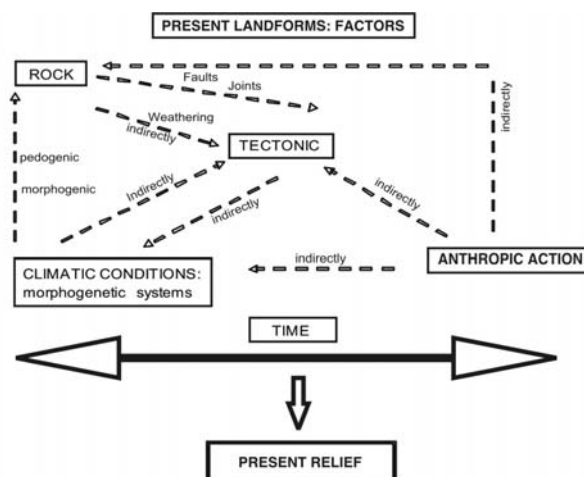 PRESENT LANDFORMS: FACTORS
ROCK
Faults
Joints
indirectly
Weathering
indirectly
TECTONIC
pedogenic
morphogenic
Indirectly
indirectly
indirectly
indirectly
CLIMATIC CONDITIONS:
morphogenetic systems
ANTHROPIC ACTION
TIME
PRESENT RELIEF